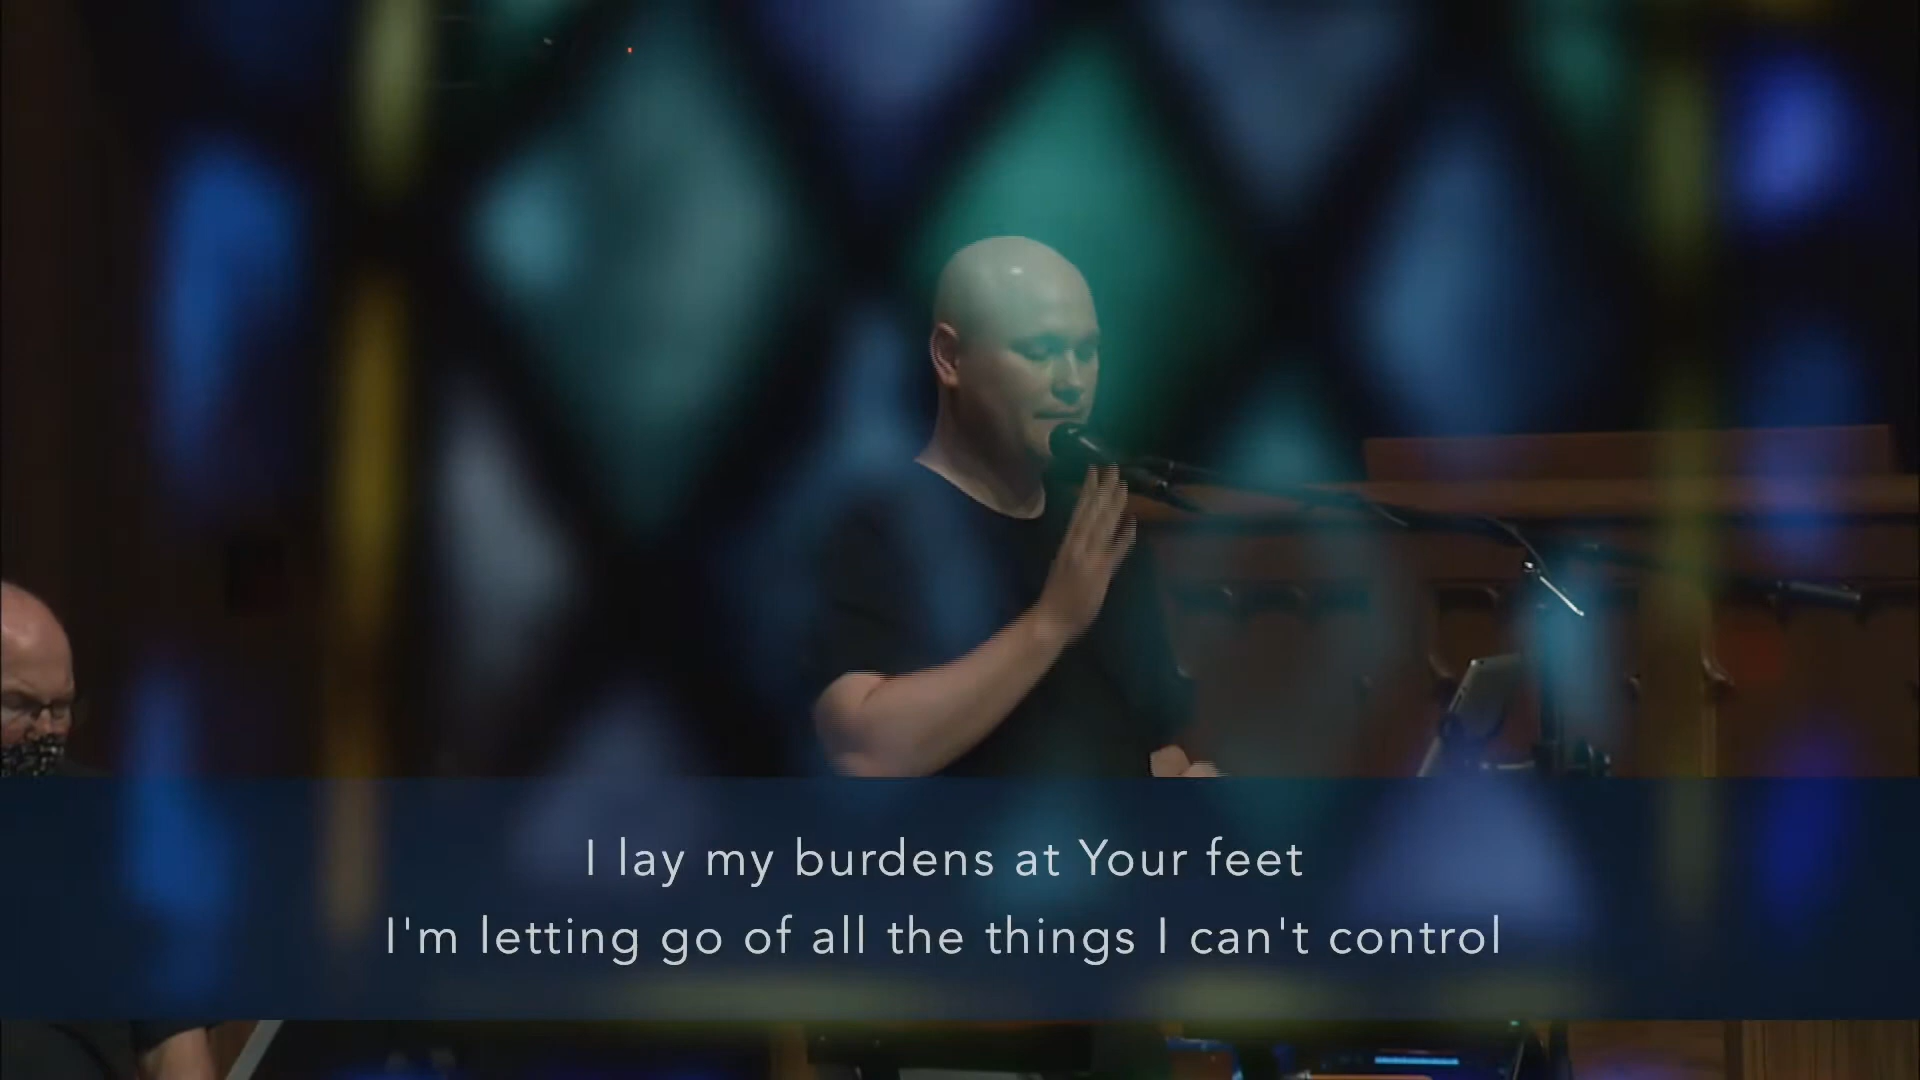 I lay my burdens at Your feet
I'm letting go of all the things I can't control